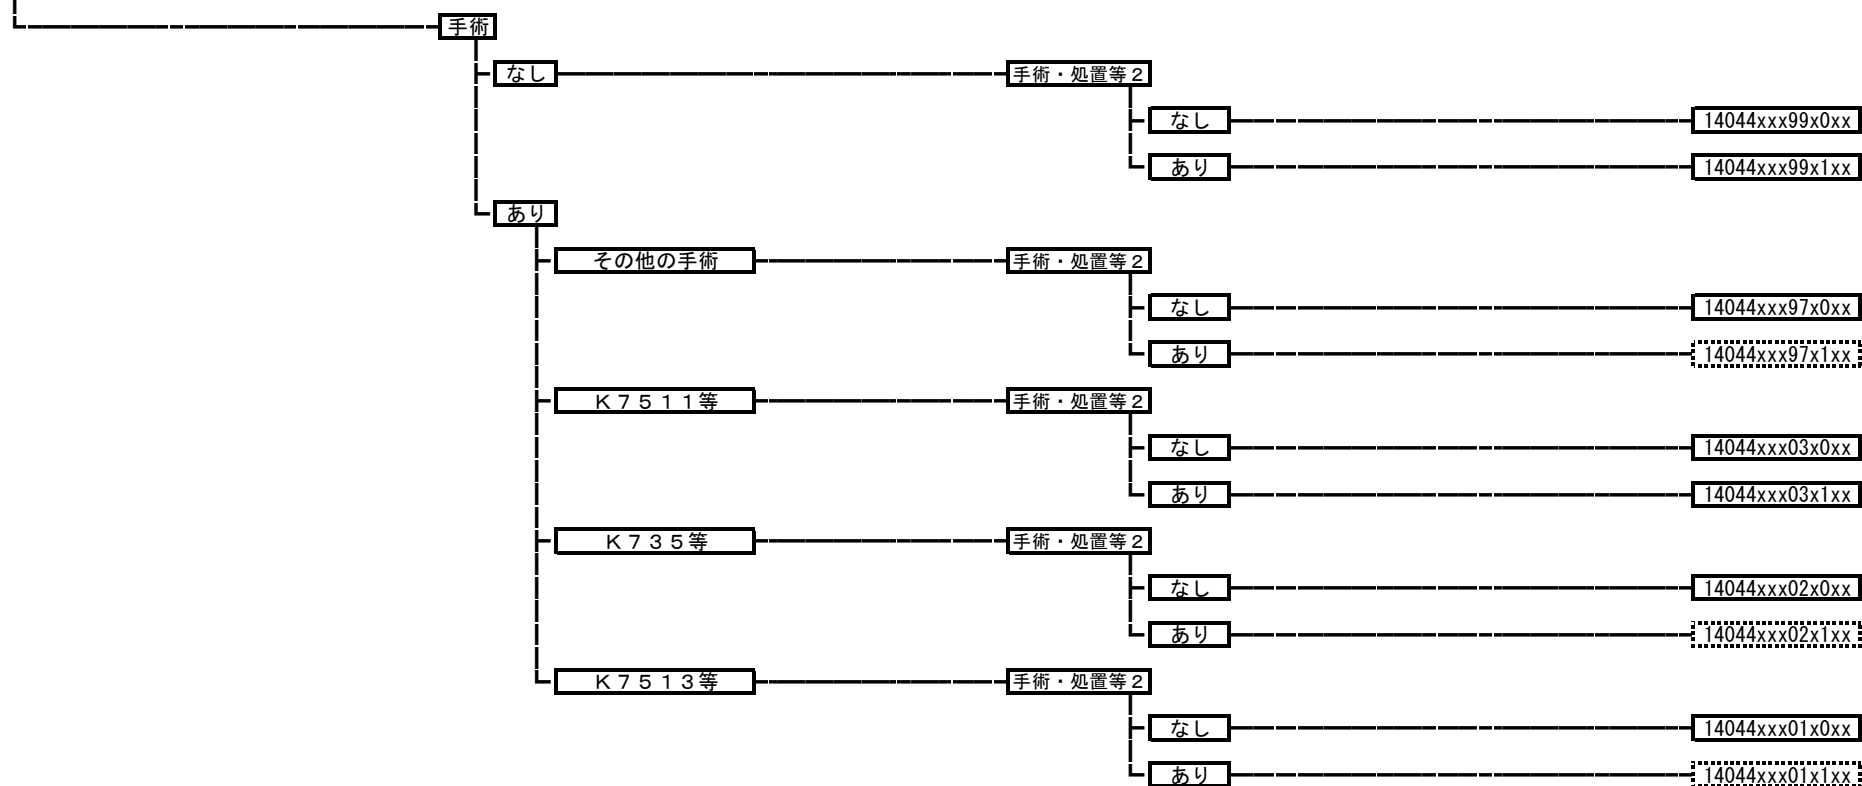 手術
なし 手術・処置等２
なし 14044xxx99x0xx
あり 14044xxx99x1xx
あり
その他の手術 手術・処置等２
なし 14044xxx97x0xx
あり 14044xxx97x1xx
Ｋ７５１１等 手術・処置等２
なし 14044xxx03x0xx
あり 14044xxx03x1xx
Ｋ７３５等 手術・処置等２
なし 14044xxx02x0xx
あり 14044xxx02x1xx
Ｋ７５１３等 手術・処置等２
なし 14044xxx01x0xx
あり 14044xxx01x1xx